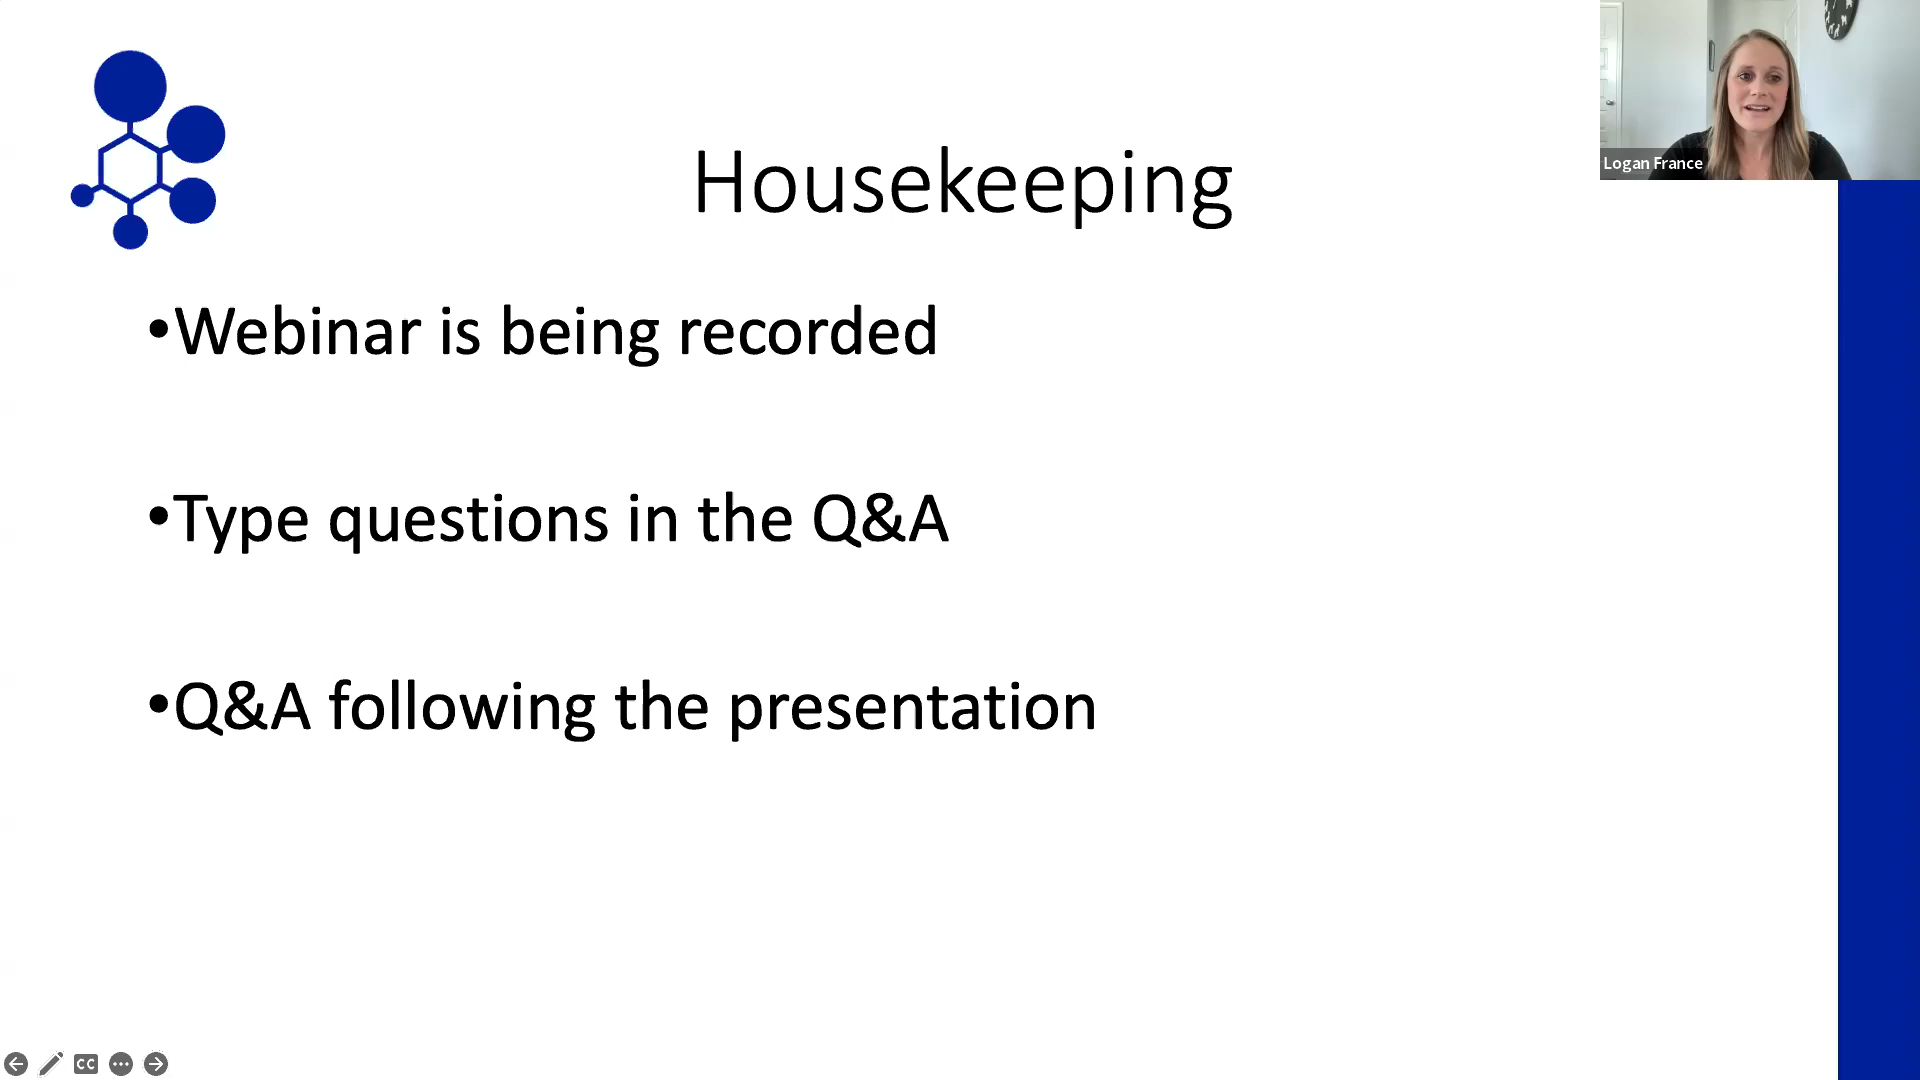 Logan France
Housekeeping
•Webinar is being recorded
•Type questions in the Q&A
•Q&A following the presentation
CC